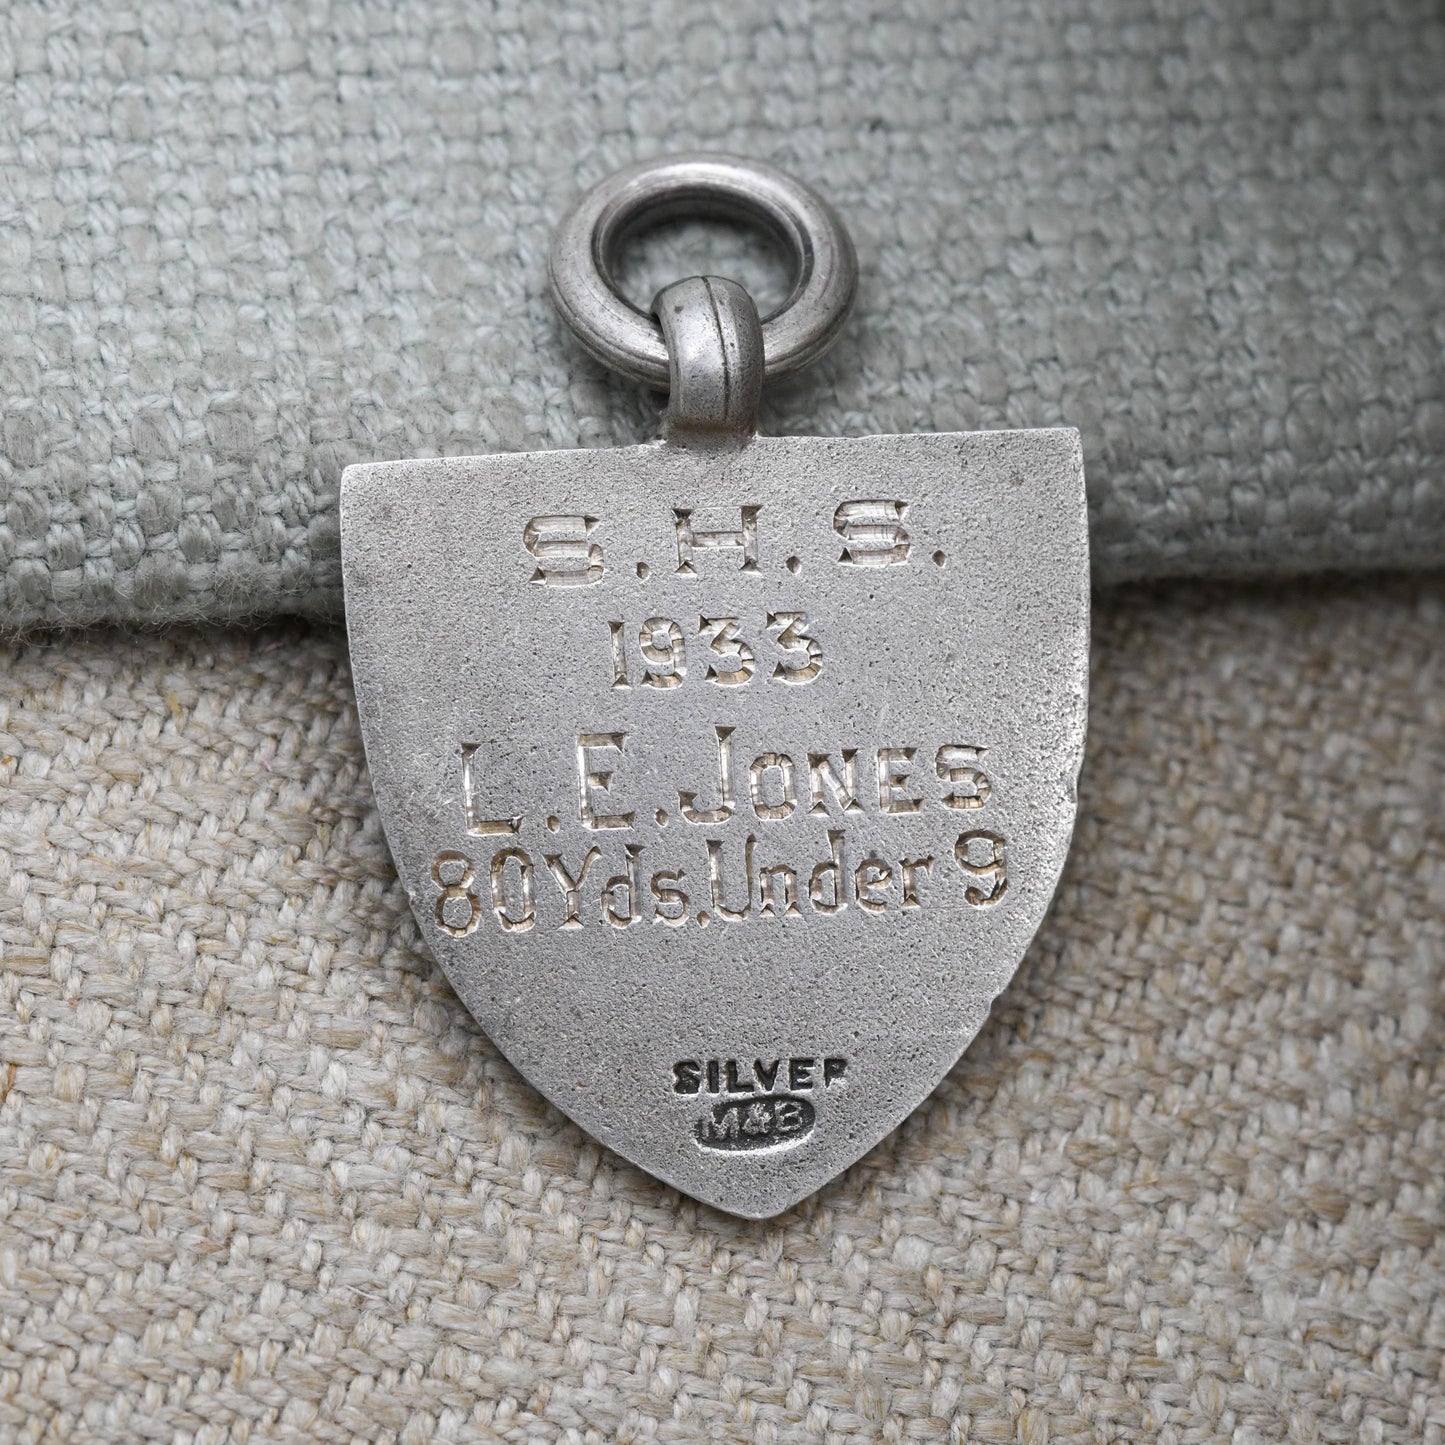 S.H.S.
1933
L.E.JONES
80Yds.Under 9
SILVER
M&B